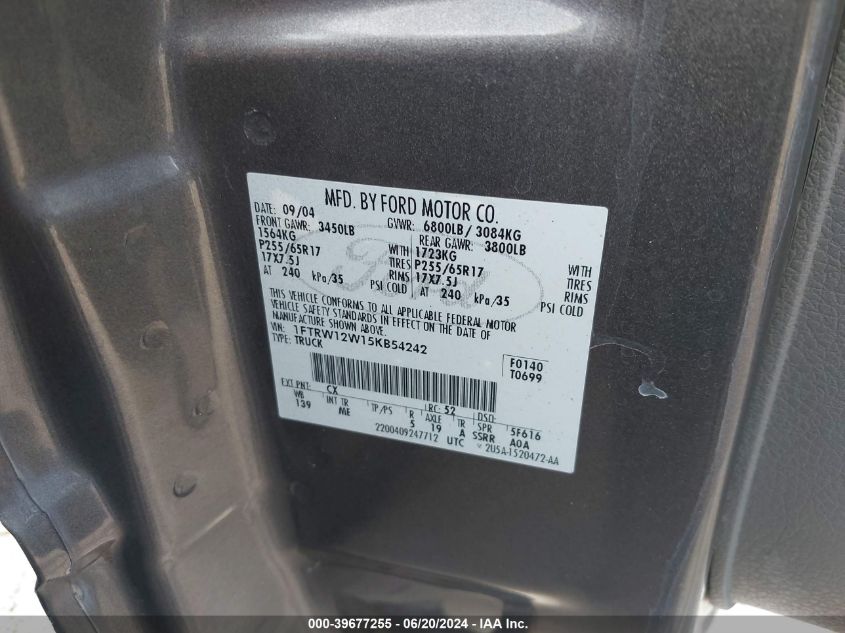 MFD. BY FORD MOTOR CO.
DATE: 09/04 GVWR: 6800LB/ 3084KG
FRONT GAWR: 3450LB REAR GAWR: 3800LB
1564KG 1723KG WITH
P255/65R17 WITH TIRES P255/65R17 TIRES
17X7.5J RIMS 17X7.5J RIMS
AT 240 kPa/35 PSI COLD AT 240 kPa/35 PSI COLD
THIS VEHICLE CONFORMS TO ALL APPLICABLE FEDERAL MOTOR
VEHICLE SAFETY STANDARDS IN EFFECT ON THE DATE OF
MANUFACTURE SHOWN ABOVE.
VIN: 1FTRW12W15KB54242
TYPE: TRUCK
F0140
T0699
EXT PNT: CX RC: 52 DSO:
WB INT TR TP/PS R AXLE TR SPR 5F616
139 ME 5 19 A SSRR A0A
2200409247712 UTC 2U5A-1520472-AA
Ford
000-39677255 - 06/20/2024 - IAA Inc.